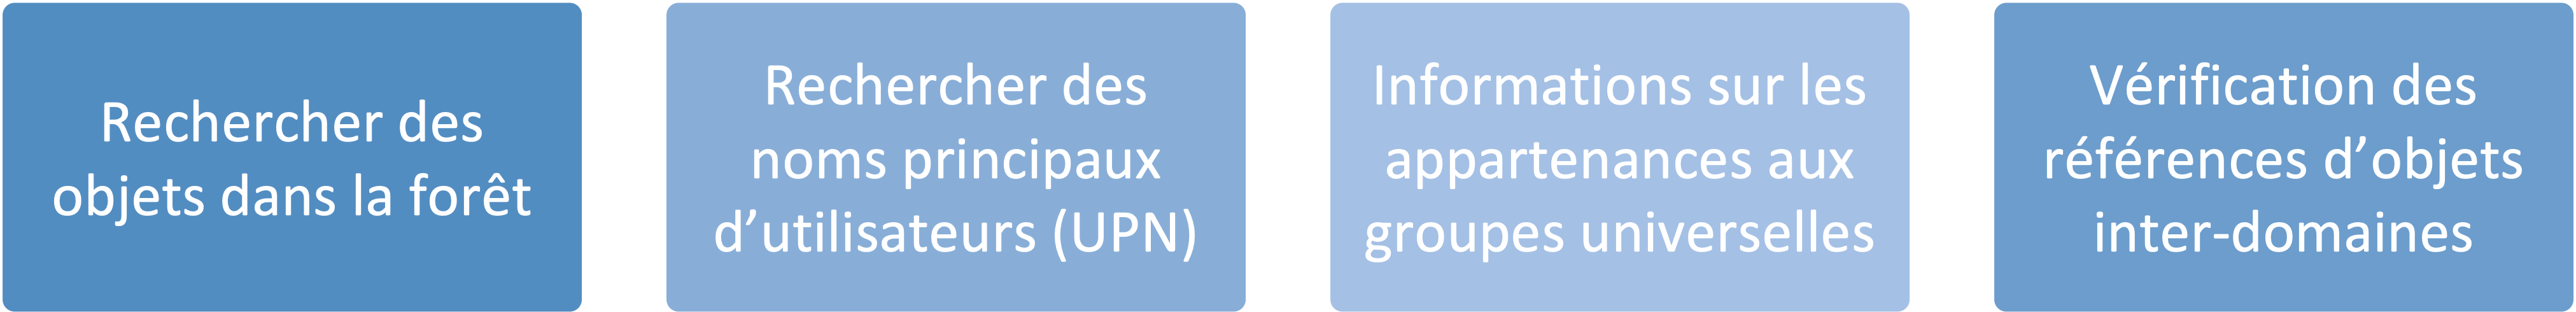 Rechercher des
objets dans la forêt
Rechercher des
noms principaux
d’utilisateurs (UPN)
Informations sur les
appartenances aux
groupes universelles
Vérification des
références d’objets
inter-domaines